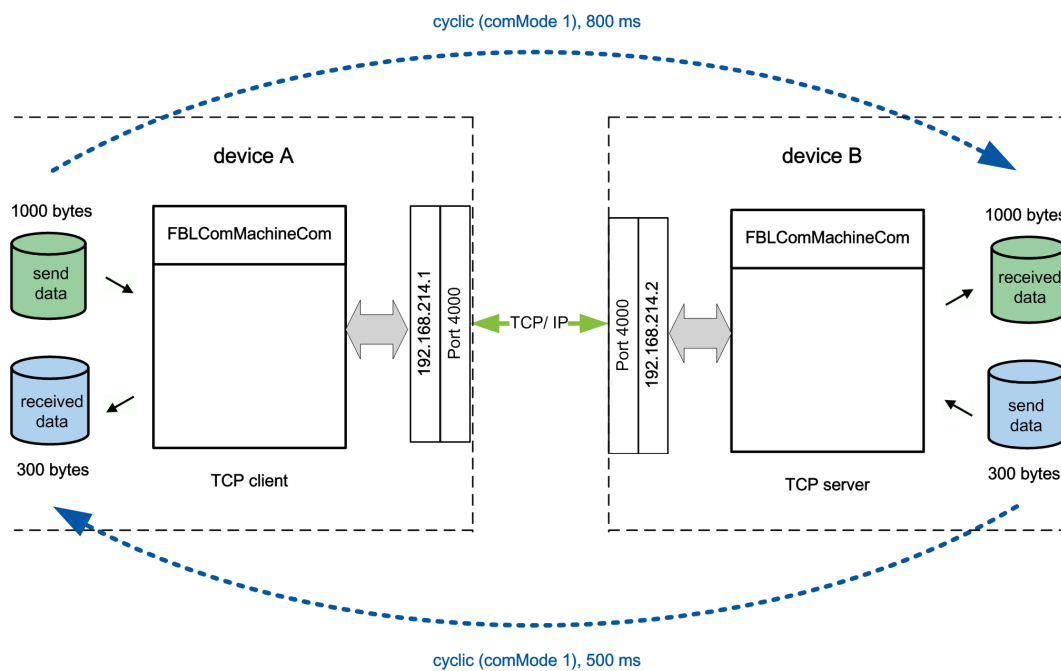 cyclic (comMode 1), 800 ms
device A
device B
1000 bytes
FBLComMachineCom
send
data
received
data
300 bytes
TCP client
192.168.214.1
Port 4000
TCP/ IP
Port 4000
192.168.214.2
FBLComMachineCom
TCP server
1000 bytes
received
data
send
data
300 bytes
cyclic (comMode 1), 500 ms